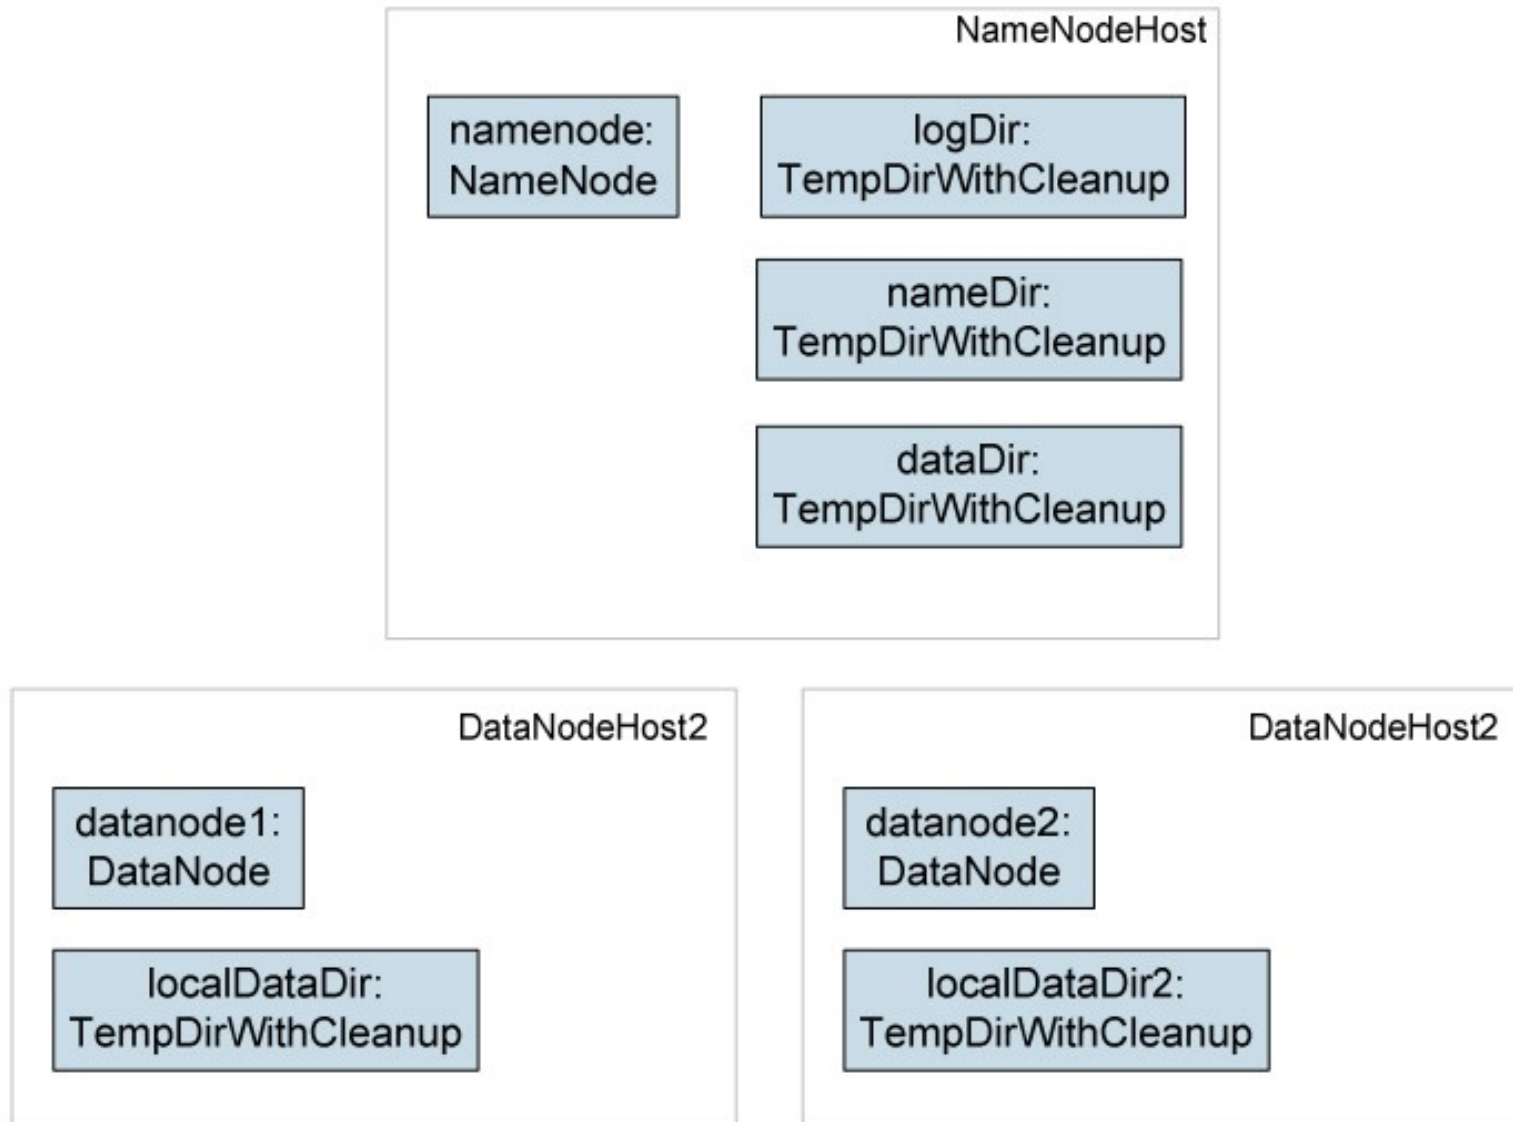 NameNodeHost
namenode:
NameNode
logDir:
TempDirWithCleanup
nameDir:
TempDirWithCleanup
dataDir:
TempDirWithCleanup
DataNodeHost2
datanode1:
DataNode
localDataDir:
TempDirWithCleanup
DataNodeHost2
datanode2:
DataNode
localDataDir2:
TempDirWithCleanup